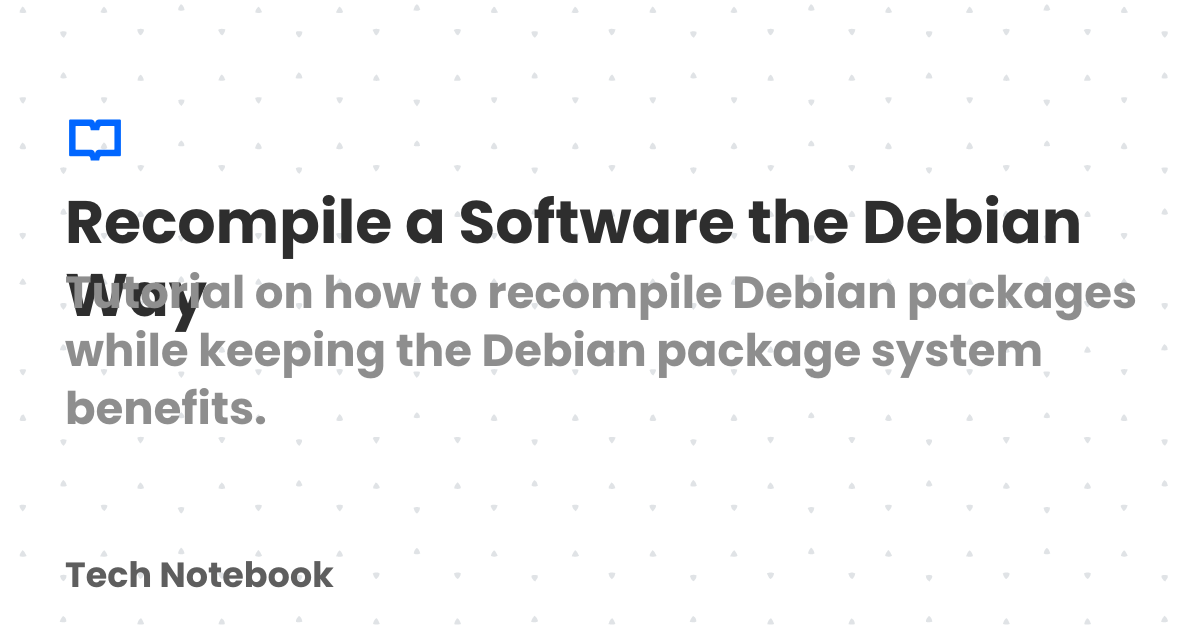 Recompile a Software the Debian
Way
Tutorial on how to recompile Debian packages
while keeping the Debian package system
benefits.
Tech Notebook